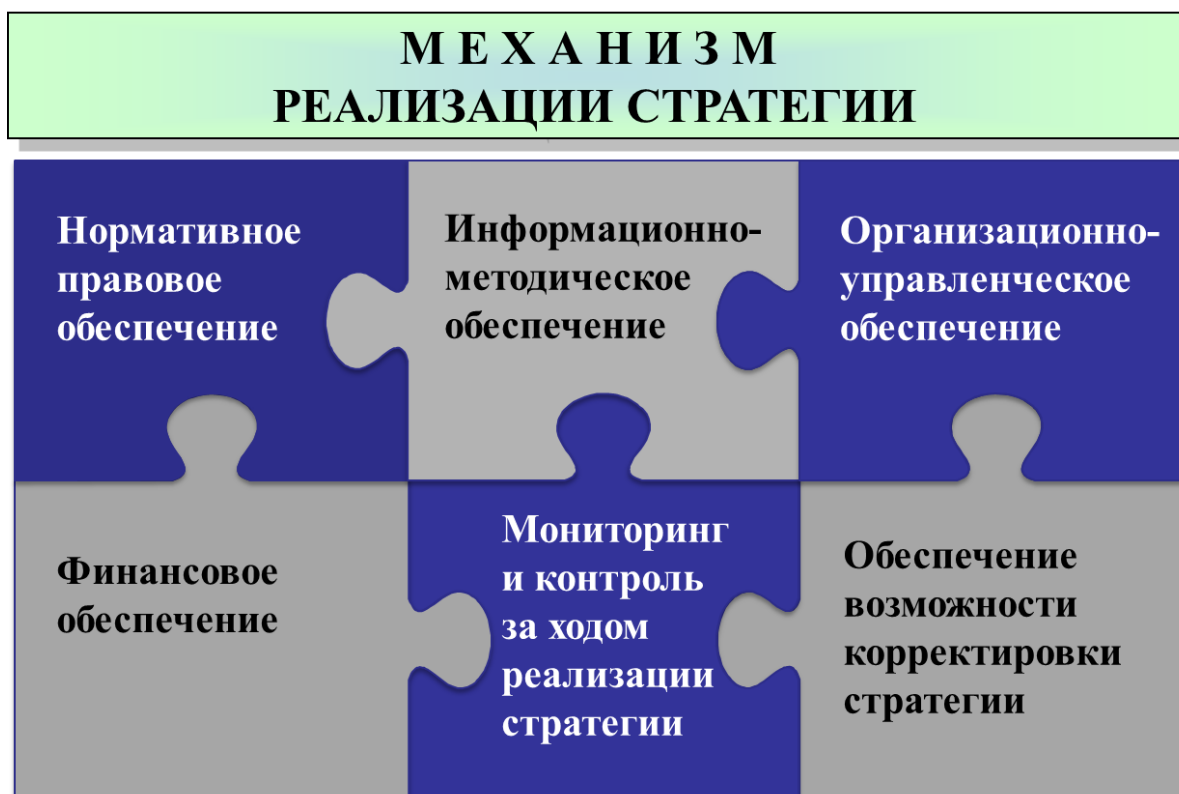 М Е Х А Н И З М
РЕАЛИЗАЦИИ СТРАТЕГИИ
Нормативное
правовое
обеспечение
Информационно-
методическое
обеспечение
Организационно-
управленческое
обеспечение
Финансовое
обеспечение
Мониторинг
и контроль
за ходом
реализации
стратегии
Обеспечение
возможности
корректировки
стратегии